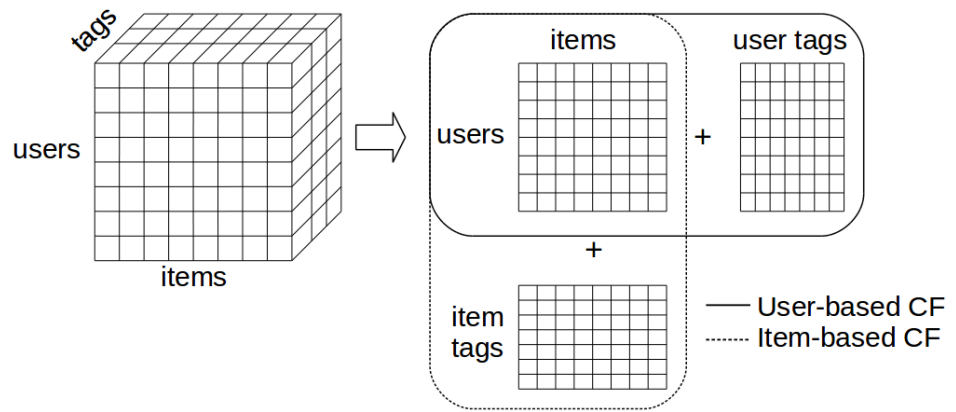 tags
users
items
items
user tags
users
+
+
item
tags
User-based CF
Item-based CF